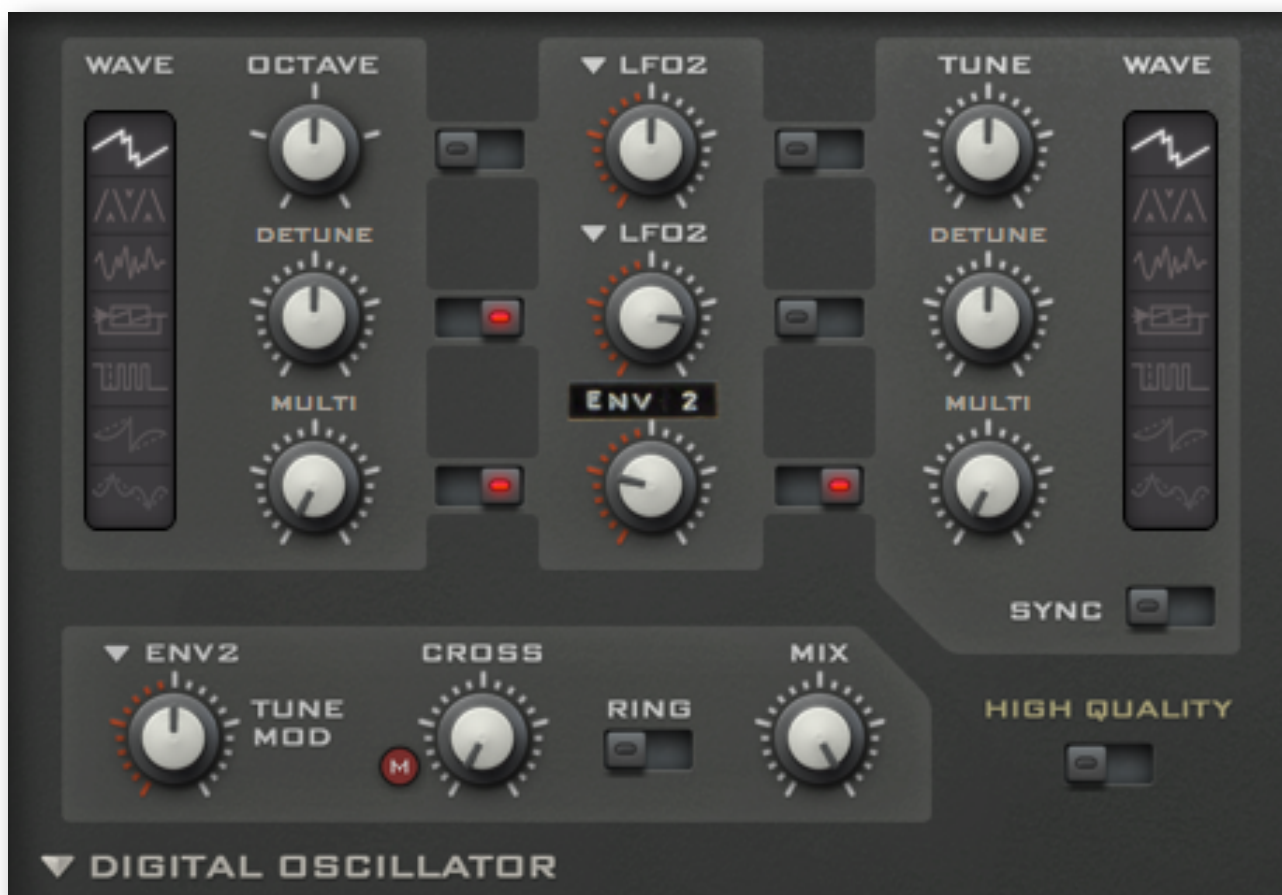 WAVE OCTAVE LFO2 TUNE WAVE
DETUNE LFO2 DETUNE
MULTI ENV 2 MULTI
SYNC
ENV2 CROSS MIX
TUNE RING HIGH QUALITY
MOD
M
DIGITAL OSCILLATOR